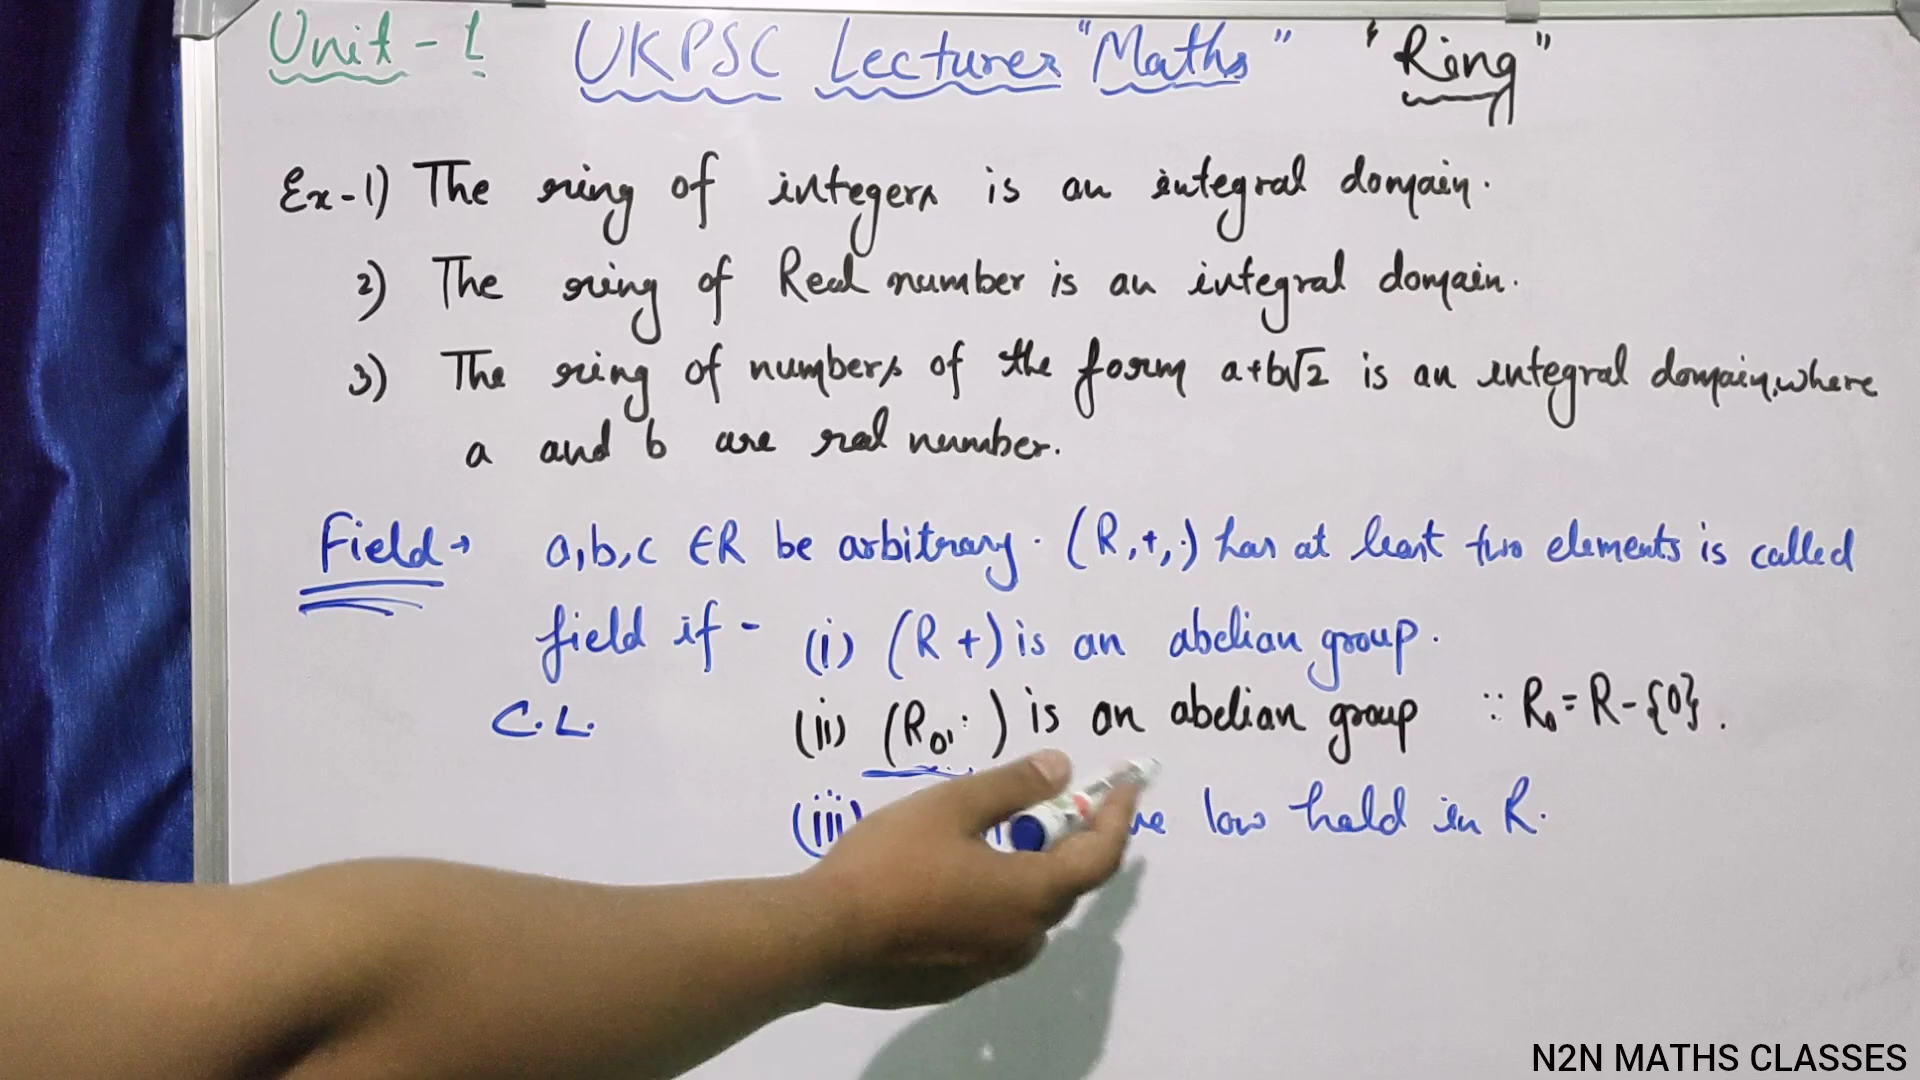 Unit - 1 UKPSC Lecturer "Maths" "Ring"
Ex-1) The ring of integers is an integral domain.
2) The ring of Real number is an integral domain.
3) The ring of numbers of the form a+b√2 is an integral domain, where
a and b are real number.
Field → a,b,c ∈R be arbitrary. (R,+,·) has at least two elements is called
field if - (i) (R +) is an abelian group.
C.L. (ii) (R₀,·) is an abelian group ∵ R₀ = R-{0}.
(iii) law hold in R.
N2N MATHS CLASSES